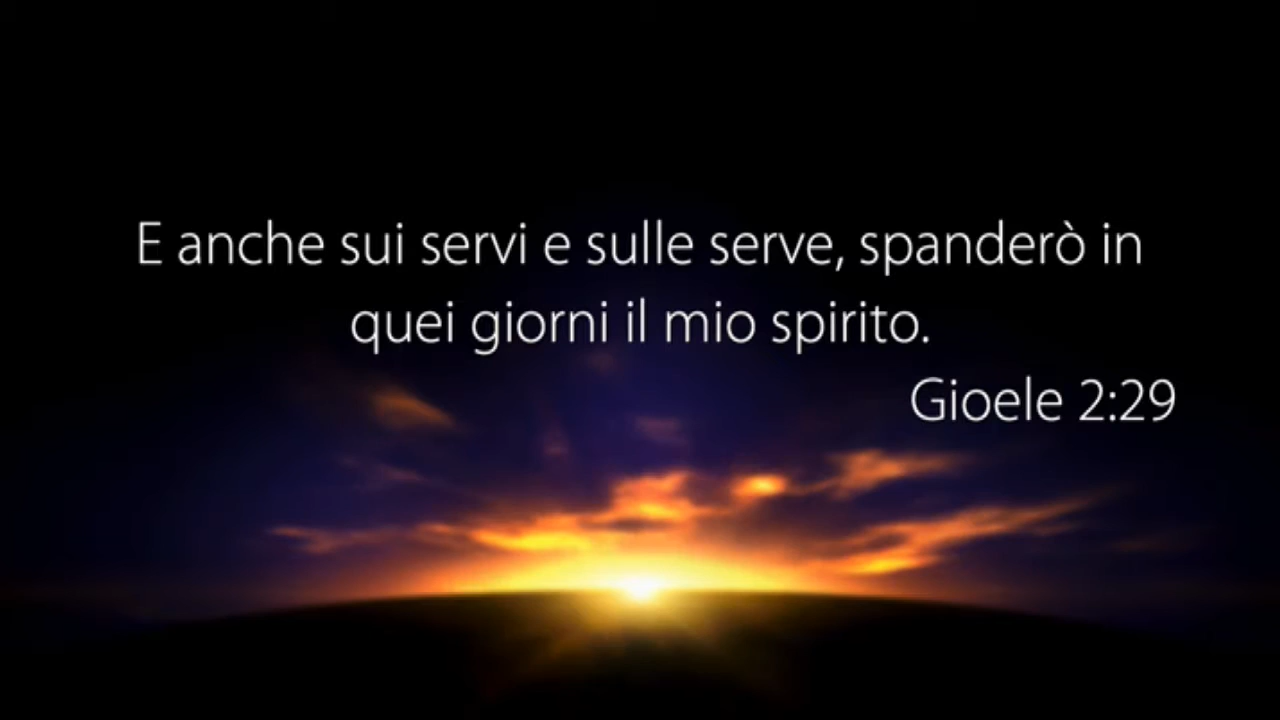 E anche sui servi e sulle serve, spanderò in
quei giorni il mio spirito.
Gioele 2:29